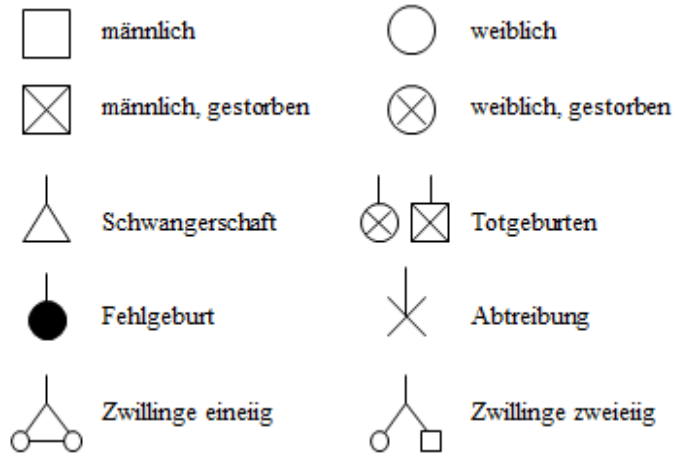 männlich
weiblich
männlich, gestorben
weiblich, gestorben
Schwangerschaft
Totgeburten
Fehlgeburt
Abtreibung
Zwillinge eineiig
Zwillinge zweieiig